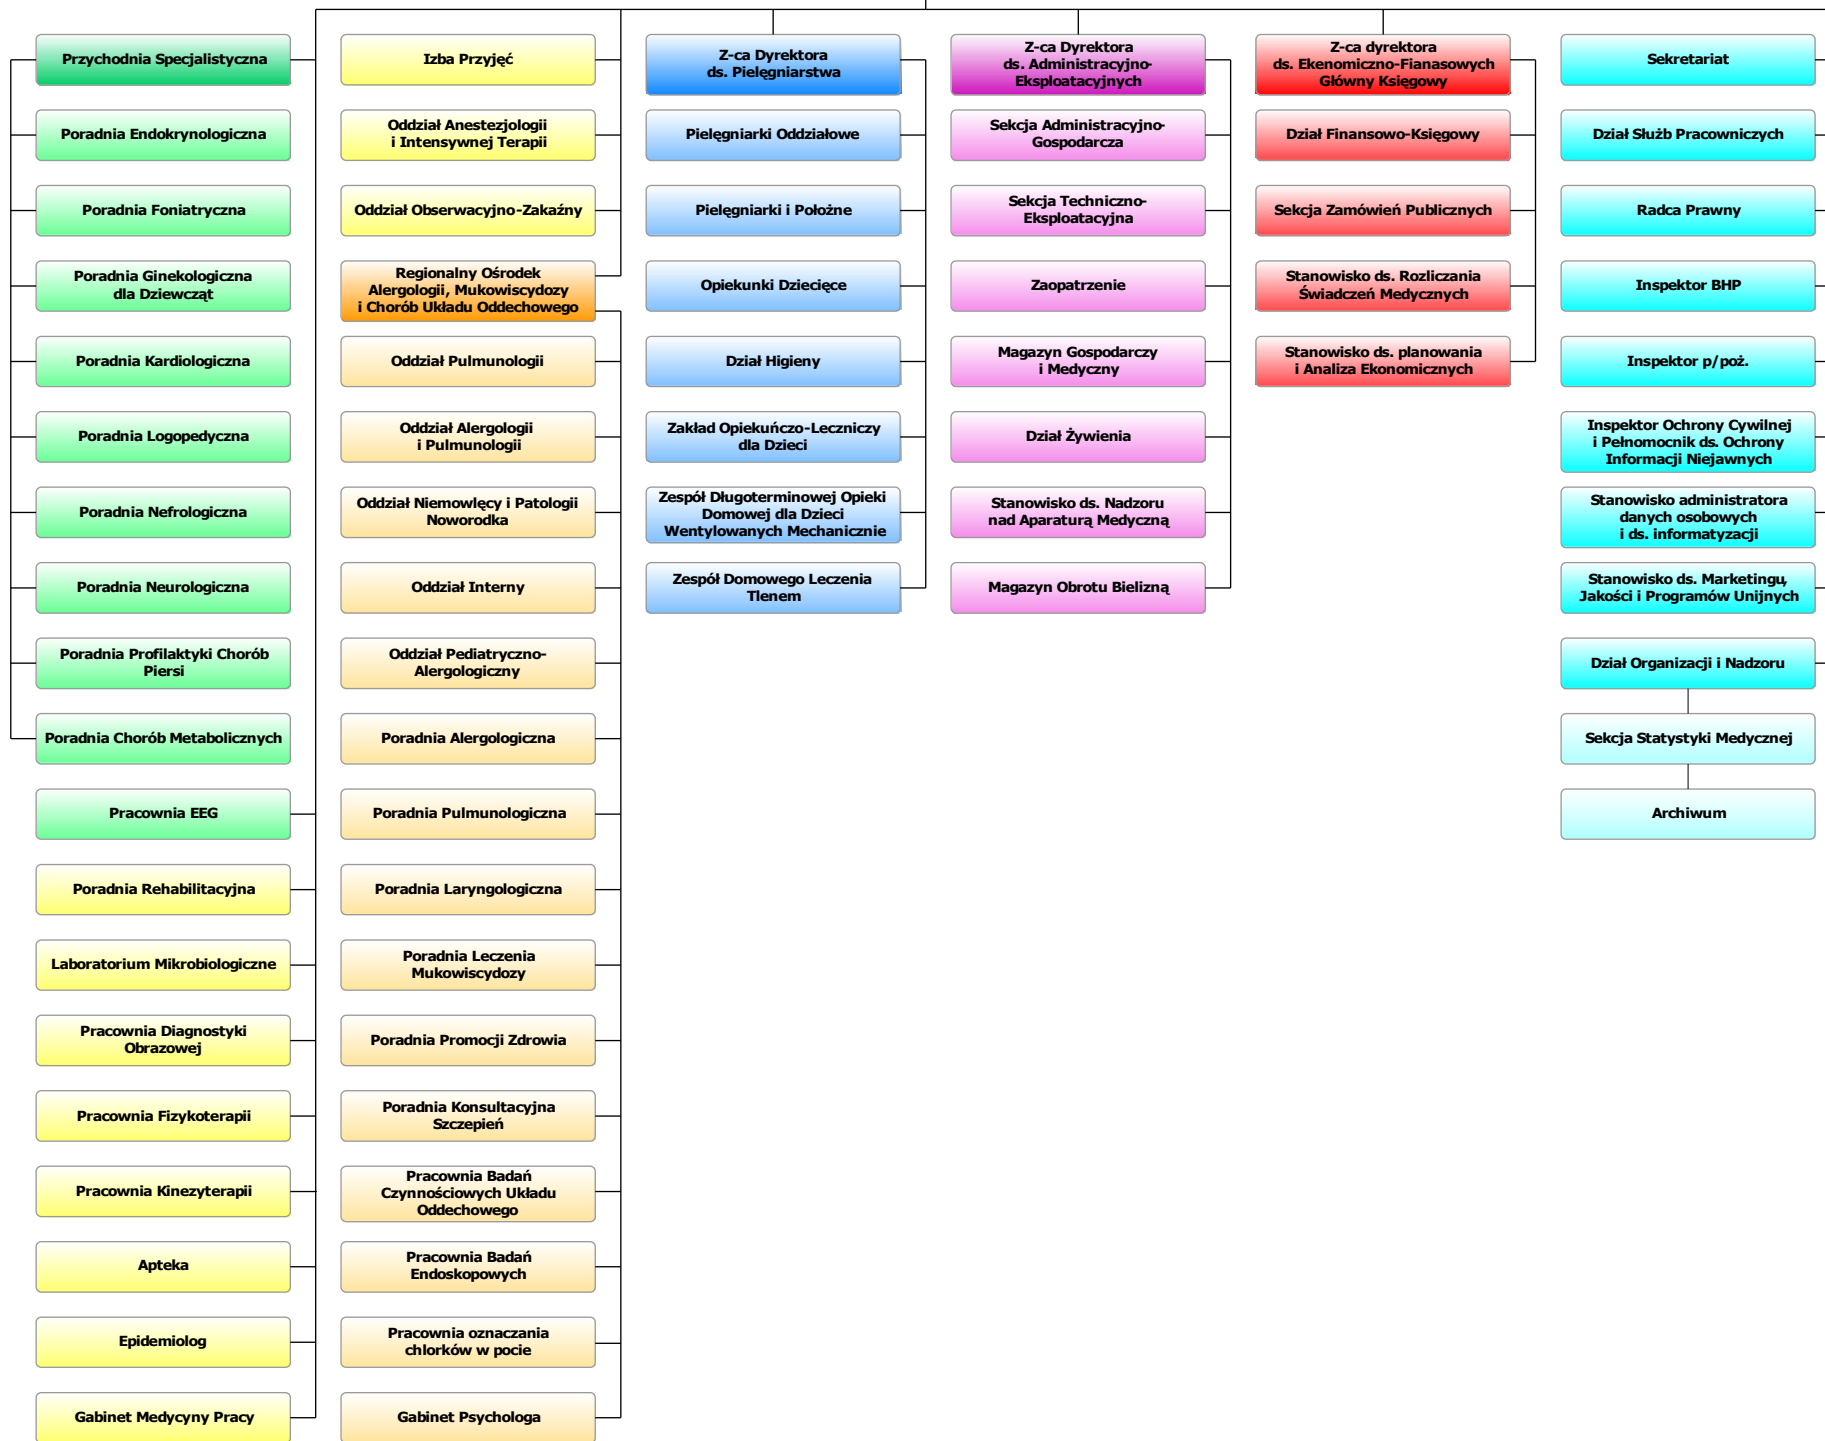 Przychodnia Specjalistyczna
Poradnia Endokrynologiczna
Poradnia Foniatryczna
Poradnia Ginekologiczna
dla Dziewcząt
Poradnia Kardiologiczna
Poradnia Logopedyczna
Poradnia Nefrologiczna
Poradnia Neurologiczna
Poradnia Profilaktyki Chorób
Piersi
Poradnia Chorób Metabolicznych
Pracownia EEG
Poradnia Rehabilitacyjna
Laboratorium Mikrobiologiczne
Pracownia Diagnostyki
Obrazowej
Pracownia Fizykoterapii
Pracownia Kinezyterapii
Apteka
Epidemiolog
Gabinet Medycyny Pracy
Izba Przyjęć
Oddział Anestezjologii
i Intensywnej Terapii
Oddział Obserwacyjno-Zakaźny
Regionalny Ośrodek
Alergologii, Mukowiscydozy
i Chorób Układu Oddechowego
Oddział Pulmunologii
Oddział Alergologii
i Pulmunologii
Oddział Niemowlęcy i Patologii
Noworodka
Oddział Interny
Oddział Pediatryczno-
Alergologiczny
Poradnia Alergologiczna
Poradnia Pulmunologiczna
Poradnia Laryngologiczna
Poradnia Leczenia
Mukowiscydozy
Poradnia Promocji Zdrowia
Poradnia Konsultacyjna
Szczepień
Pracownia Badań
Czynnościowych Układu
Oddechowego
Pracownia Badań
Endoskopowych
Pracownia oznaczania
chlorków w pocie
Gabinet Psychologa
Z-ca Dyrektora
ds. Pielęgniarstwa
Pielęgniarki Oddziałowe
Pielęgniarki i Położne
Opiekunki Dziecięce
Dział Higieny
Zakład Opiekuńczo-Leczniczy
dla Dzieci
Zespół Długoterminowej Opieki
Domowej dla Dzieci
Wentylowanych Mechanicznie
Zespół Domowego Leczenia
Tlenem
Z-ca Dyrektora
ds. Administracyjno-
Eksploatacyjnych
Sekcja Administracyjno-
Gospodarcza
Sekcja Techniczno-
Eksploatacyjna
Zaopatrzenie
Magazyn Gospodarczy
i Medyczny
Dział Żywienia
Stanowisko ds. Nadzoru
nad Aparaturą Medyczną
Magazyn Obrotu Bielizną
Z-ca dyrektora
ds. Ekenomiczno-Fianasowych
Główny Księgowy
Dział Finansowo-Księgowy
Sekcja Zamówień Publicznych
Stanowisko ds. Rozliczania
Świadczeń Medycznych
Stanowisko ds. planowania
i Analiza Ekonomicznych
Sekretariat
Dział Służb Pracowniczych
Radca Prawny
Inspektor BHP
Inspektor p/poż.
Inspektor Ochrony Cywilnej
i Pełnomocnik ds. Ochrony
Informacji Niejawnych
Stanowisko administratora
danych osobowych
i ds. informatyzacji
Stanowisko ds. Marketingu,
Jakości i Programów Unijnych
Dział Organizacji i Nadzoru
Sekcja Statystyki Medycznej
Archiwum